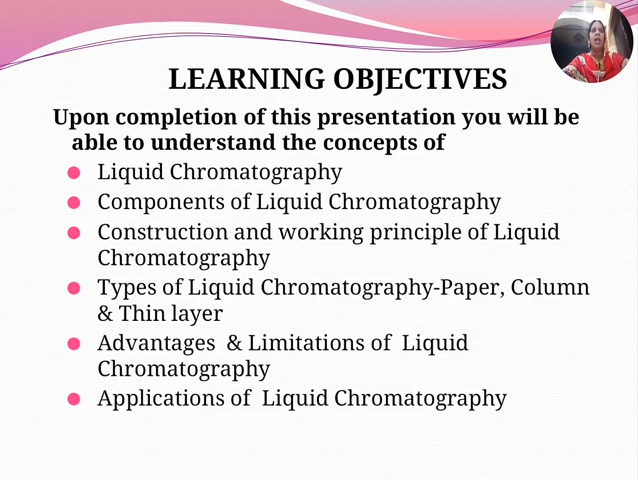 LEARNING OBJECTIVES
Upon completion of this presentation you will be
able to understand the concepts of
Liquid Chromatography
Components of Liquid Chromatography
Construction and working principle of Liquid
Chromatography
Types of Liquid Chromatography-Paper, Column
& Thin layer
Advantages & Limitations of Liquid
Chromatography
Applications of Liquid Chromatography